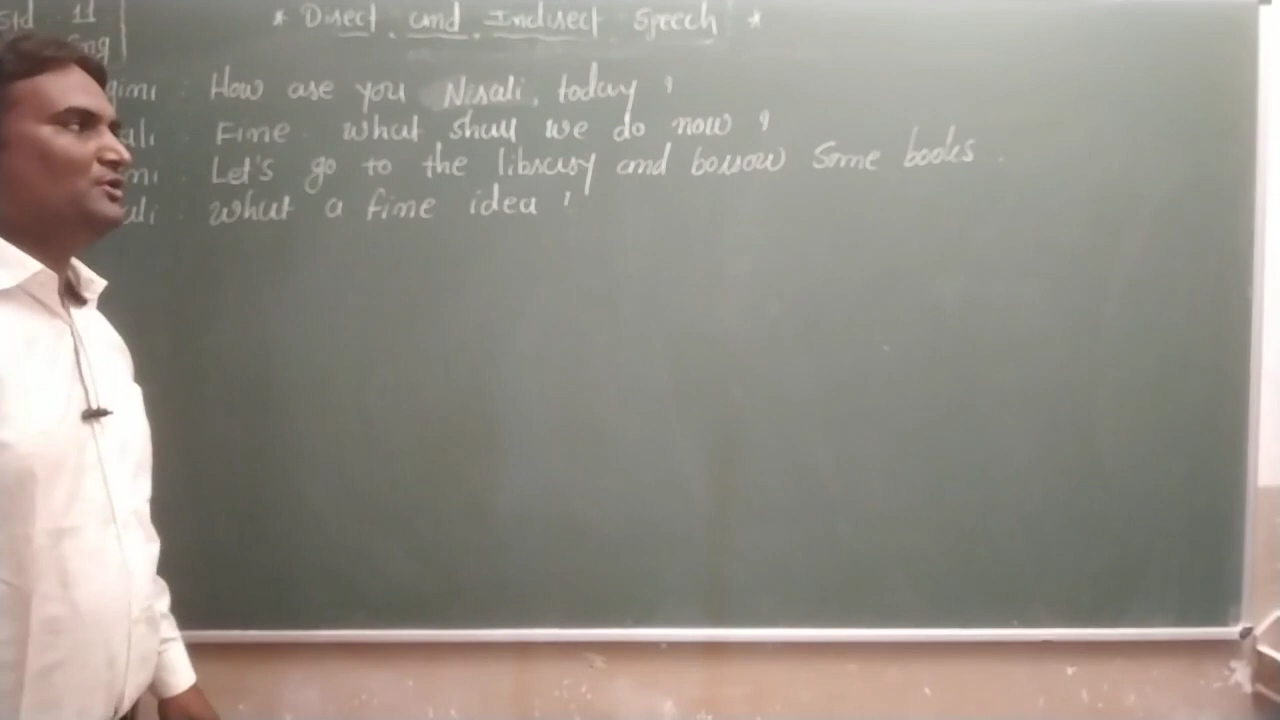 Std 11
* Direct and Indirect Speech *
Eng
How are you Nirali, today ?
Fine. What shall we do now ?
Let's go to the library and borrow some books.
What a fine idea !